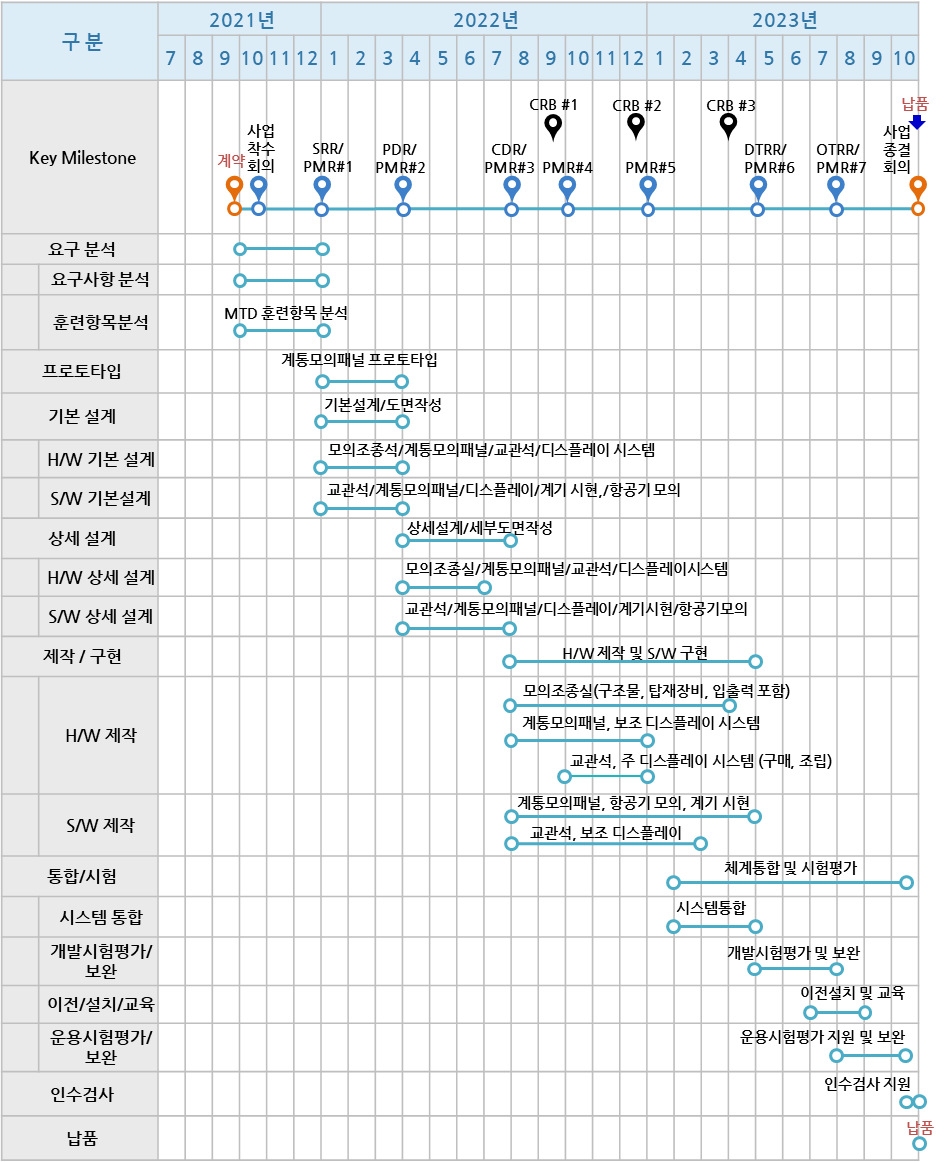 구 분
2021년
2022년
2023년
7 8 9 10 11 12 1 2 3 4 5 6 7 8 9 10 11 12 1 2 3 4 5 6 7 8 9 10
Key Milestone
계약
사업
착수
회의
SRR/
PMR#1
PDR/
PMR#2
CDR/
PMR#3
CRB #1
PMR#4
CRB #2
PMR#5
CRB #3
DTRR/
PMR#6
OTRR/
PMR#7
사업
종결
회의
납품
요구 분석
요구사항 분석
훈련항목분석
MTD 훈련항목 분석
프로토타입
계통모의패널 프로토타입
기본 설계
기본설계/도면작성
H/W 기본 설계
모의조종석/계통모의패널/교관석/디스플레이 시스템
S/W 기본설계
교관석/계통모의패널/디스플레이/계기 시현,/항공기 모의
상세 설계
상세설계/세부도면작성
H/W 상세 설계
모의조종실/계통모의패널/교관석/디스플레이시스템
S/W 상세 설계
교관석/계통모의패널/디스플레이/계기시현/항공기모의
제작 / 구현
H/W 제작 및 S/W 구현
H/W 제작
모의조종실(구조물, 탑재장비, 입출력 포함)
계통모의패널, 보조 디스플레이 시스템
교관석, 주 디스플레이 시스템 (구매, 조립)
S/W 제작
계통모의패널, 항공기 모의, 계기 시현
교관석, 보조 디스플레이
통합/시험
체계통합 및 시험평가
시스템 통합
시스템통합
개발시험평가/
보완
개발시험평가 및 보완
이전/설치/교육
이전설치 및 교육
운용시험평가/
보완
운용시험평가 지원 및 보완
인수검사
인수검사 지원
납품
납품